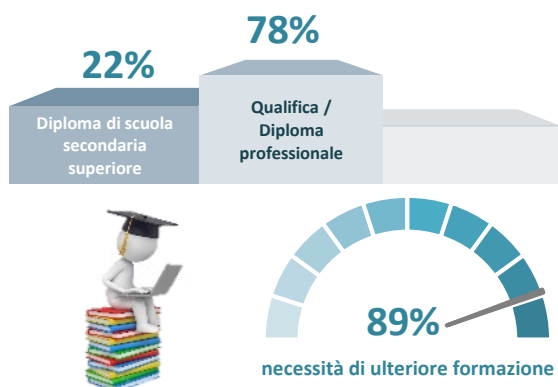 78%
22%
Diploma di scuola
secondaria
superiore
Qualifica /
Diploma
professionale
89%
necessità di ulteriore formazione